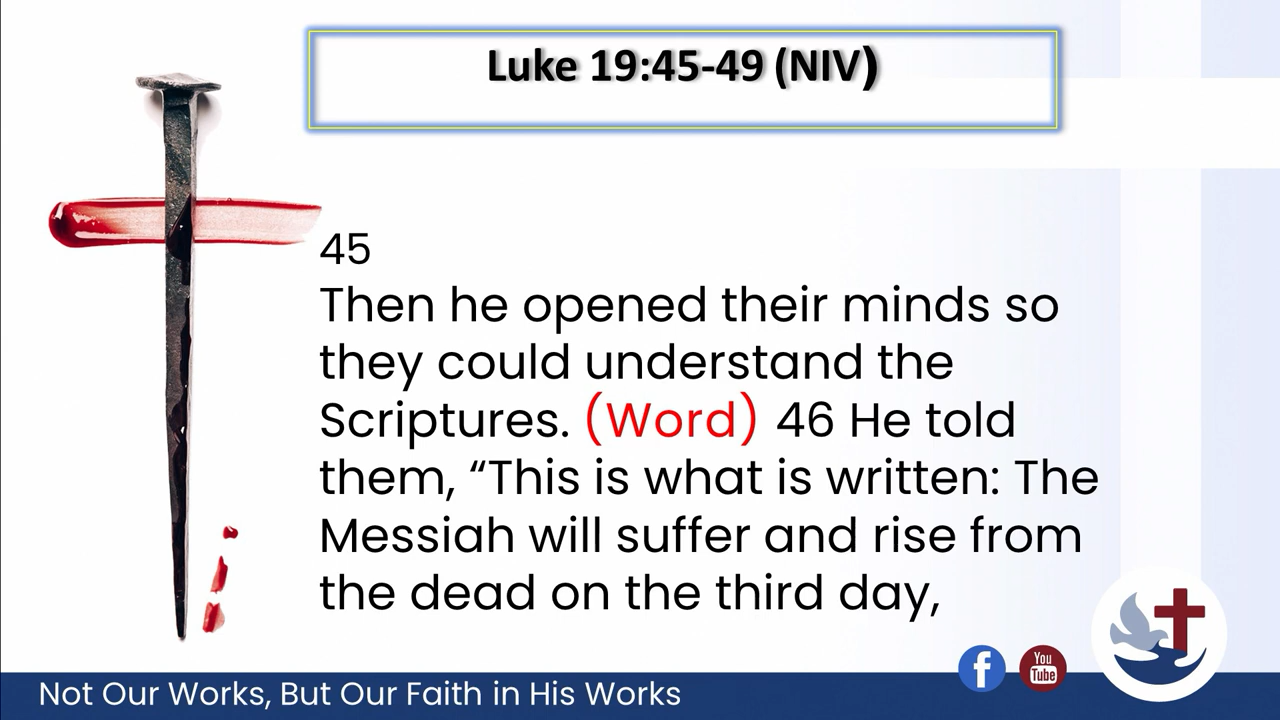 Luke 19:45-49 (NIV)
45
Then he opened their minds so
they could understand the
Scriptures. (Word) 46 He told
them, “This is what is written: The
Messiah will suffer and rise from
the dead on the third day,
You
Tube
Not Our Works, But Our Faith in His Works